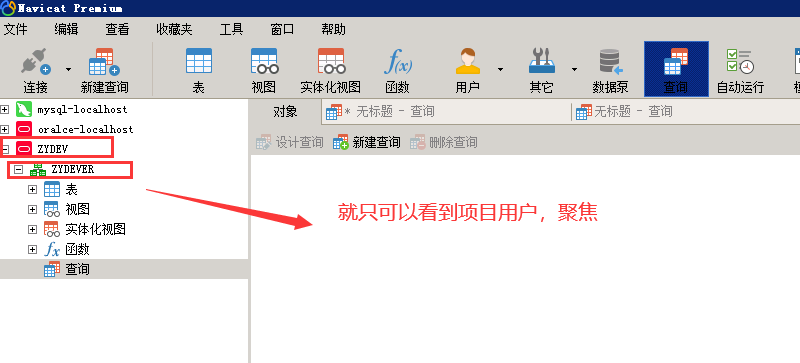 Navicat Premium
文件 编辑 查看 收藏夹 工具 窗口 帮助
连接 新建查询 表 视图 实体化视图 函数 用户 其它 数据泵 查询 自动运行
mysql-localhost
oralce-localhost
ZYDEV
ZYDEVER
表
视图
实体化视图
函数
查询
对象 * 无标题 - 查询 无标题 - 查询
设计查询 新建查询 删除查询
就只可以看到项目用户，聚焦